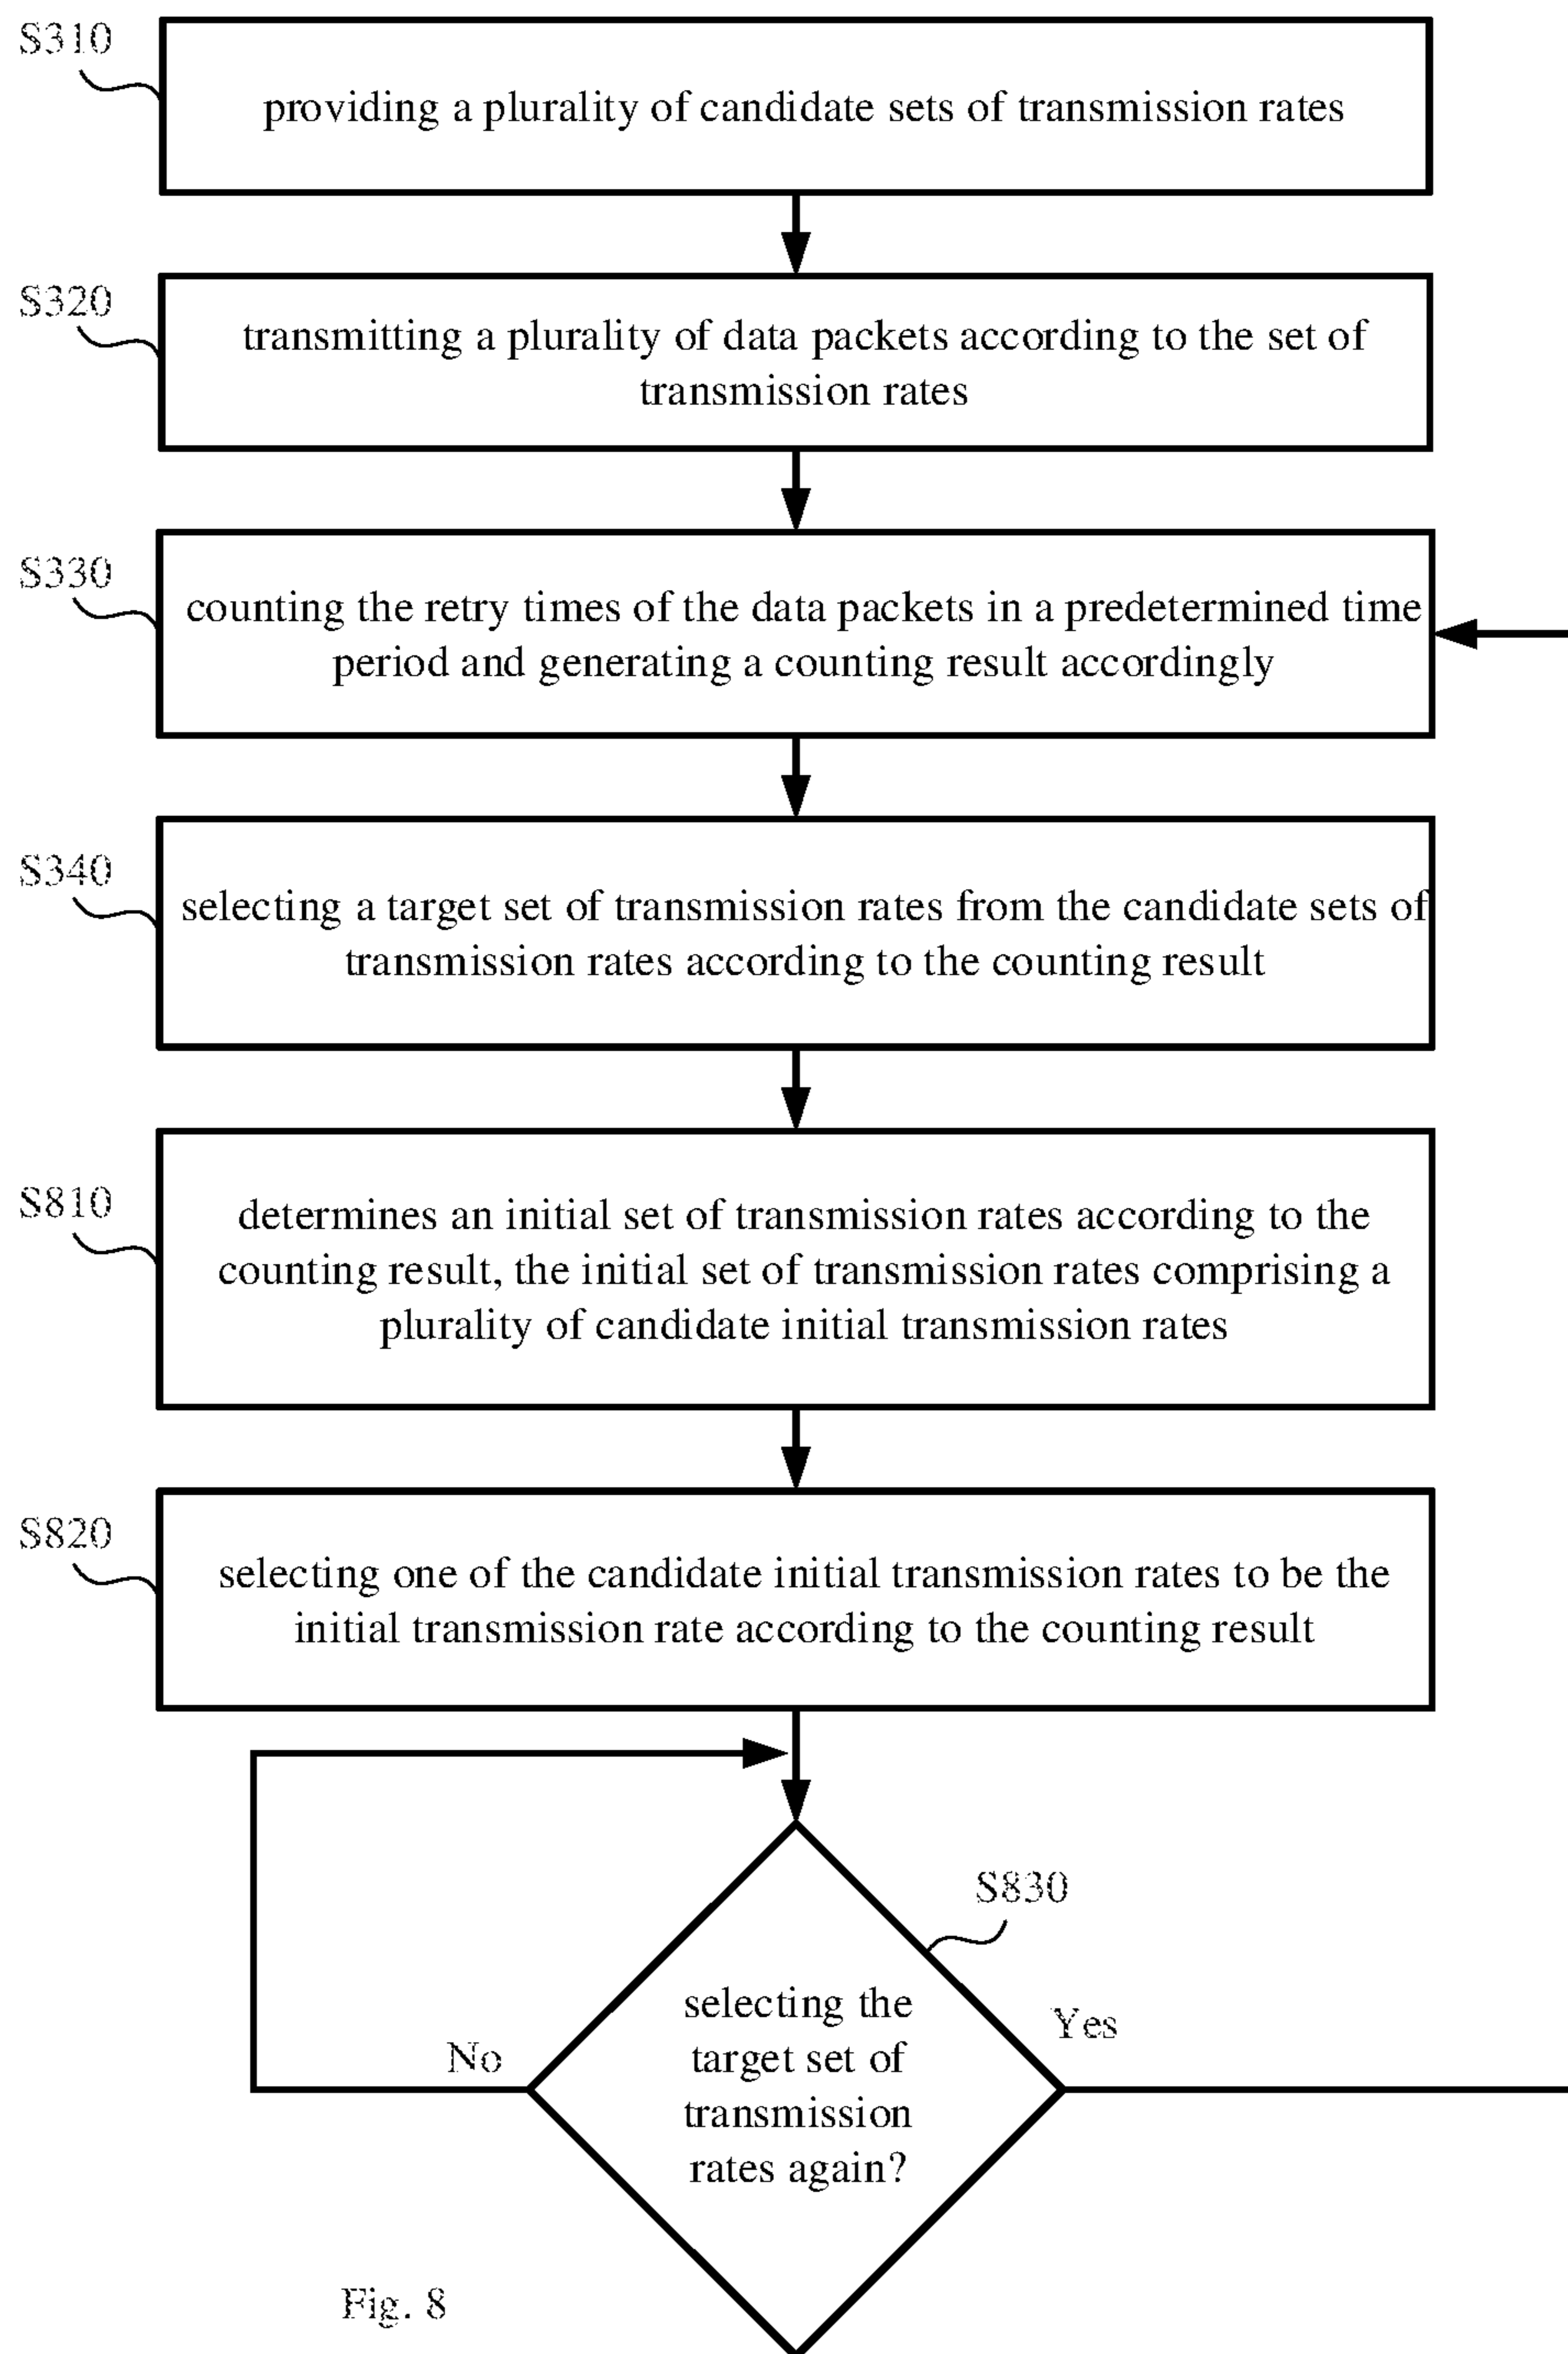 S310
providing a plurality of candidate sets of transmission rates
S320
transmitting a plurality of data packets according to the set of
transmission rates
S330
counting the retry times of the data packets in a predetermined time
period and generating a counting result accordingly
S340
selecting a target set of transmission rates from the candidate sets of
transmission rates according to the counting result
S810
determines an initial set of transmission rates according to the
counting result, the initial set of transmission rates comprising a
plurality of candidate initial transmission rates
S820
selecting one of the candidate initial transmission rates to be the
initial transmission rate according to the counting result
S830
selecting the
target set of
transmission
rates again?
Yes
No
Fig. 8